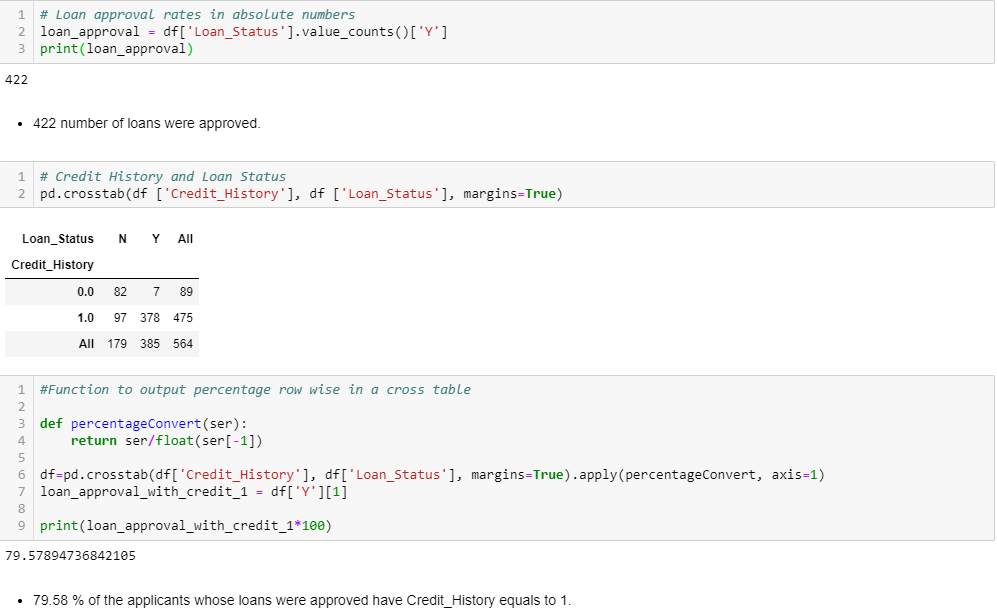 1 # Loan approval rates in absolute numbers
2 loan_approval = df['Loan_Status'].value_counts()['Y']
3 print(loan_approval)
422
• 422 number of loans were approved.
1 # Credit History and Loan Status
2 pd.crosstab(df ['Credit_History'], df ['Loan_Status'], margins=True)
Loan_Status N Y All
Credit_History
0.0 82 7 89
1.0 97 378 475
All 179 385 564
1 #Function to output percentage row wise in a cross table
2
3 def percentageConvert(ser):
4     return ser/float(ser[-1])
5
6 df=pd.crosstab(df['Credit_History'], df['Loan_Status'], margins=True).apply(percentageConvert, axis=1)
7 loan_approval_with_credit_1 = df['Y'][1]
8
9 print(loan_approval_with_credit_1*100)
79.57894736842105
• 79.58 % of the applicants whose loans were approved have Credit_History equals to 1.